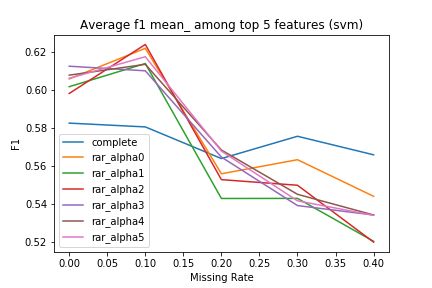 Average f1 mean_ among top 5 features (svm)
F1
0.62
0.60
0.58
0.56
0.54
0.52
complete
rar_alpha0
rar_alpha1
rar_alpha2
rar_alpha3
rar_alpha4
rar_alpha5
0.00 0.05 0.10 0.15 0.20 0.25 0.30 0.35 0.40
Missing Rate